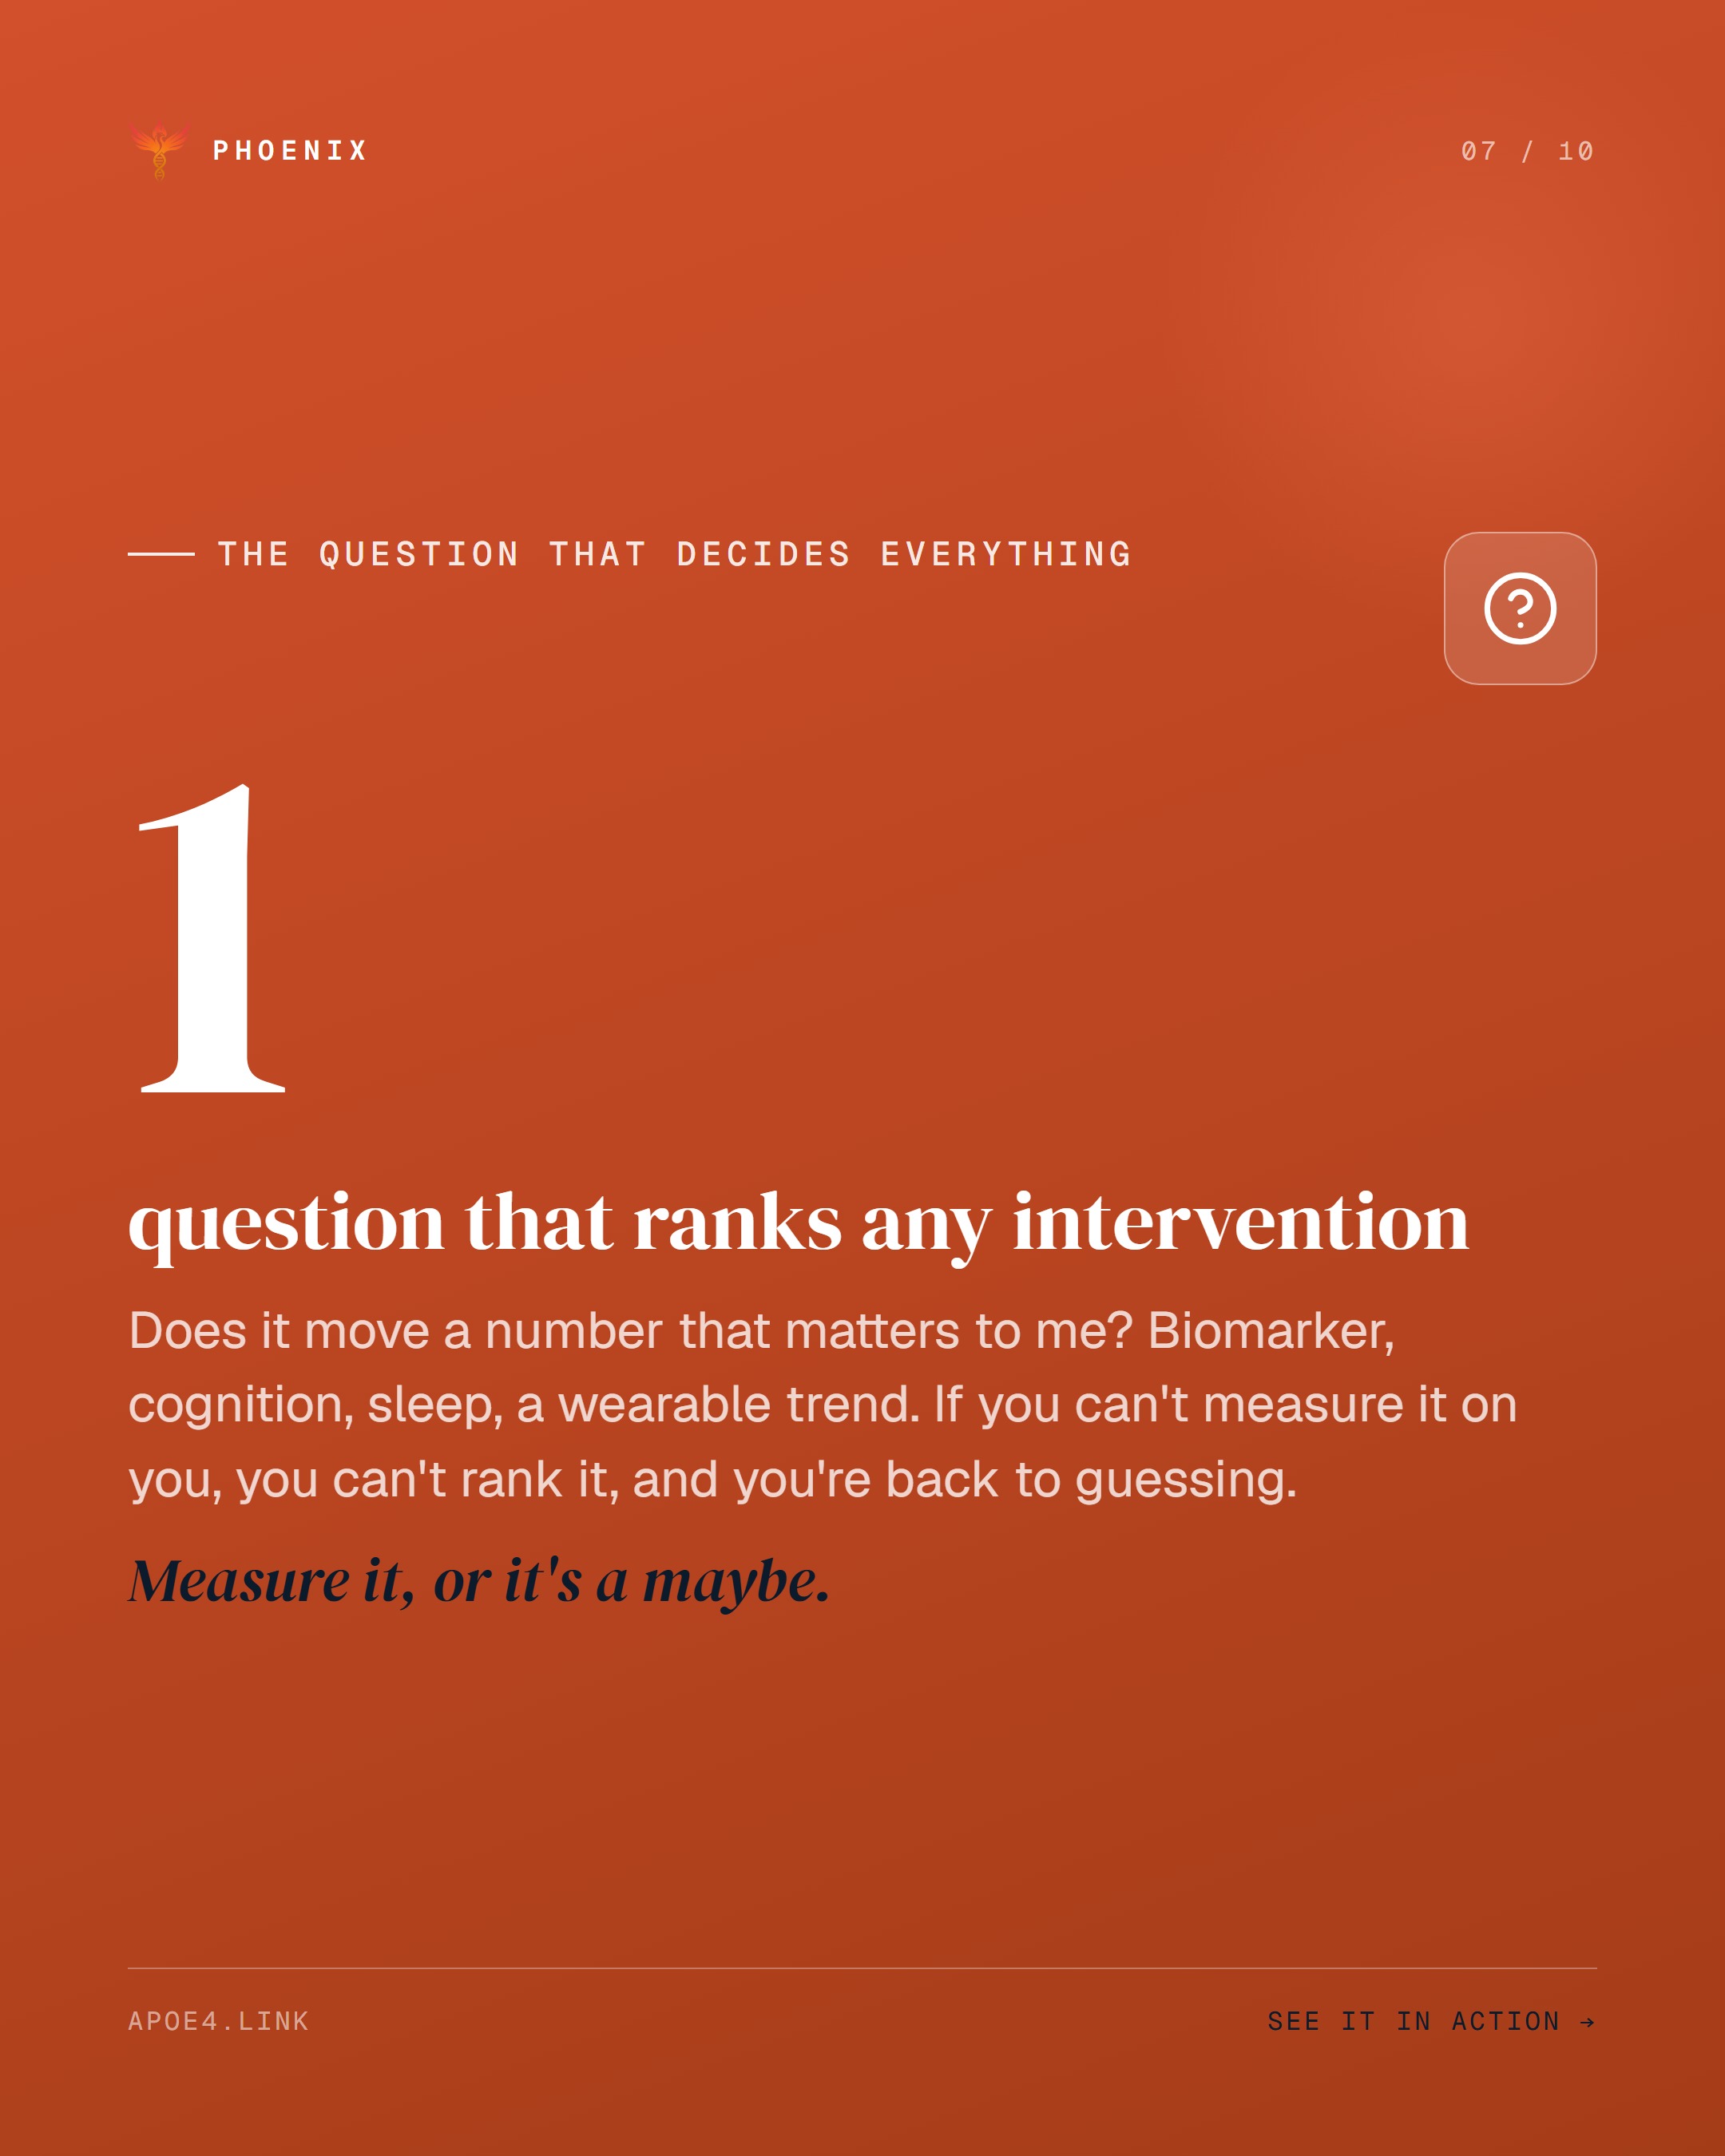 PHOENIX
07 / 10
THE QUESTION THAT DECIDES EVERYTHING
1
question that ranks any intervention
Does it move a number that matters to me? Biomarker,
cognition, sleep, a wearable trend. If you can't measure it on
you, you can't rank it, and you're back to guessing.
Measure it, or it's a maybe.
APOE4.LINK
SEE IT IN ACTION →